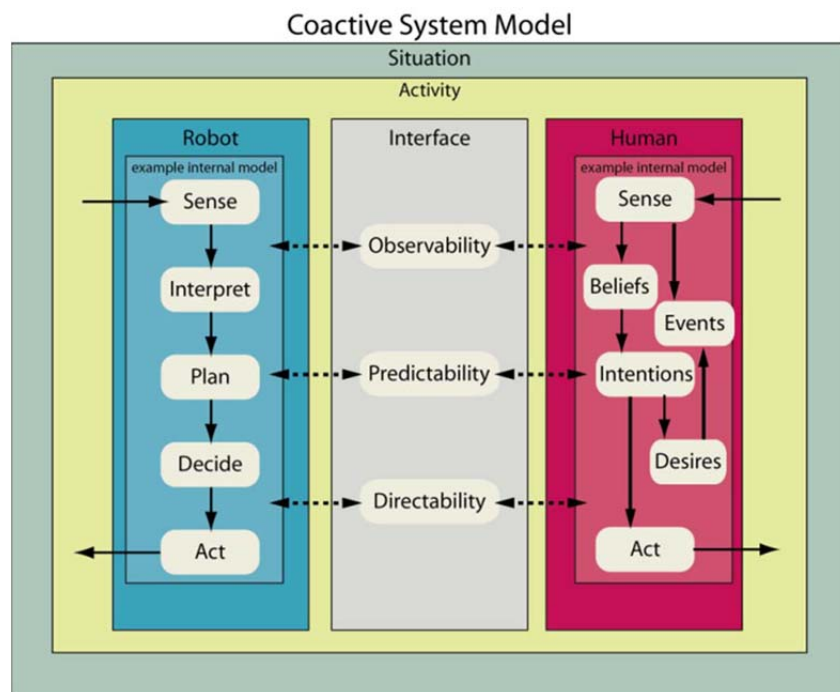 Coactive System Model
Situation
Activity
Robot
example internal model
Sense
Interpret
Plan
Decide
Act
Interface
Observability
Predictability
Directability
Human
example internal model
Sense
Beliefs
Events
Intentions
Desires
Act